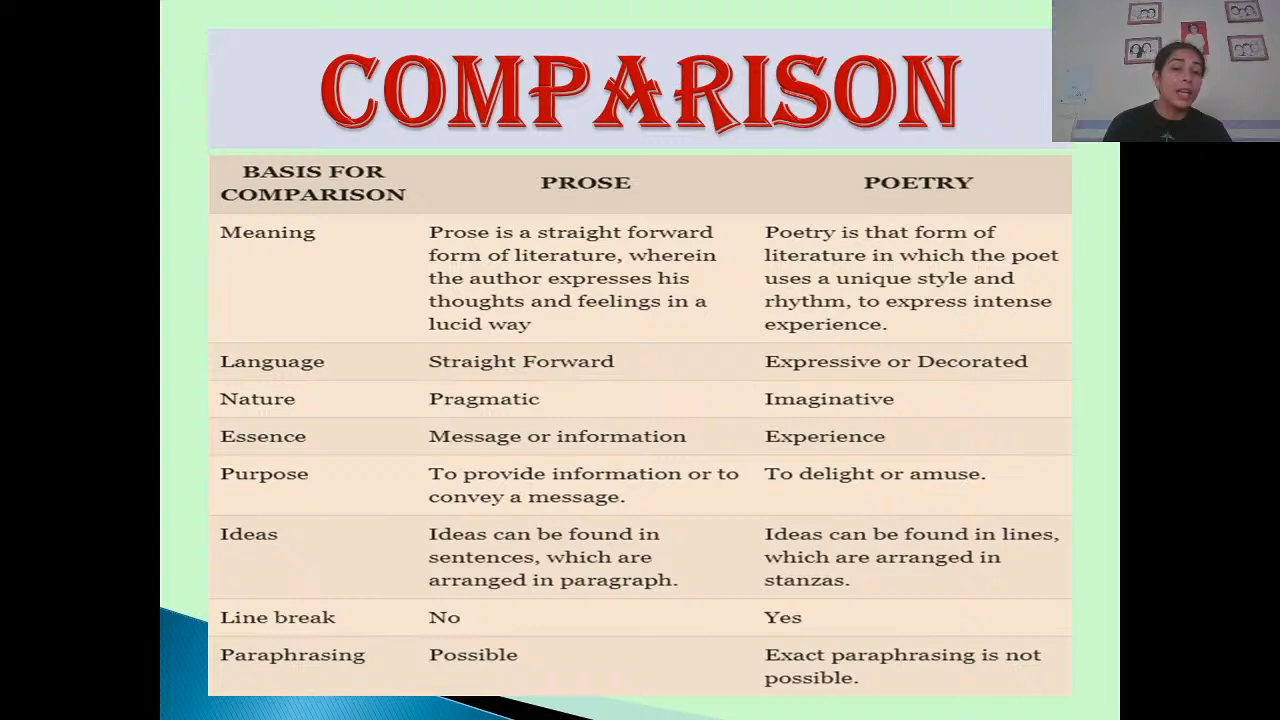 COMPARISON
BASIS FOR
COMPARISON
PROSE
POETRY
Meaning
Prose is a straight forward
form of literature, wherein
the author expresses his
thoughts and feelings in a
lucid way
Poetry is that form of
literature in which the poet
uses a unique style and
rhythm, to express intense
experience.
Language
Straight Forward
Expressive or Decorated
Nature
Pragmatic
Imaginative
Essence
Message or information
Experience
Purpose
To provide information or to
convey a message.
To delight or amuse.
Ideas
Ideas can be found in
sentences, which are
arranged in paragraph.
Ideas can be found in lines,
which are arranged in
stanzas.
Line break
No
Yes
Paraphrasing
Possible
Exact paraphrasing is not
possible.